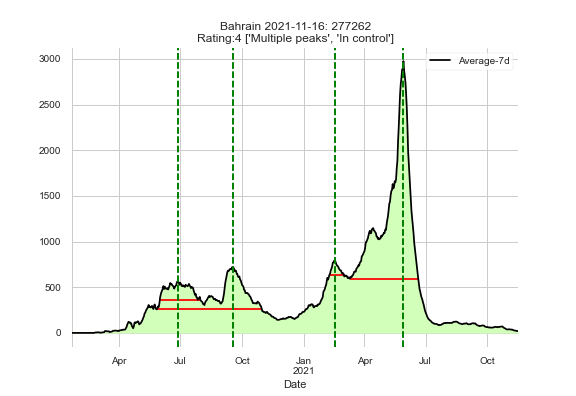 Bahrain 2021-11-16: 277262
Rating:4 ['Multiple peaks', 'In control']
Average-7d
3000
2500
2000
1500
1000
500
0
Apr Jul Oct Jan Apr Jul Oct
2021
Date